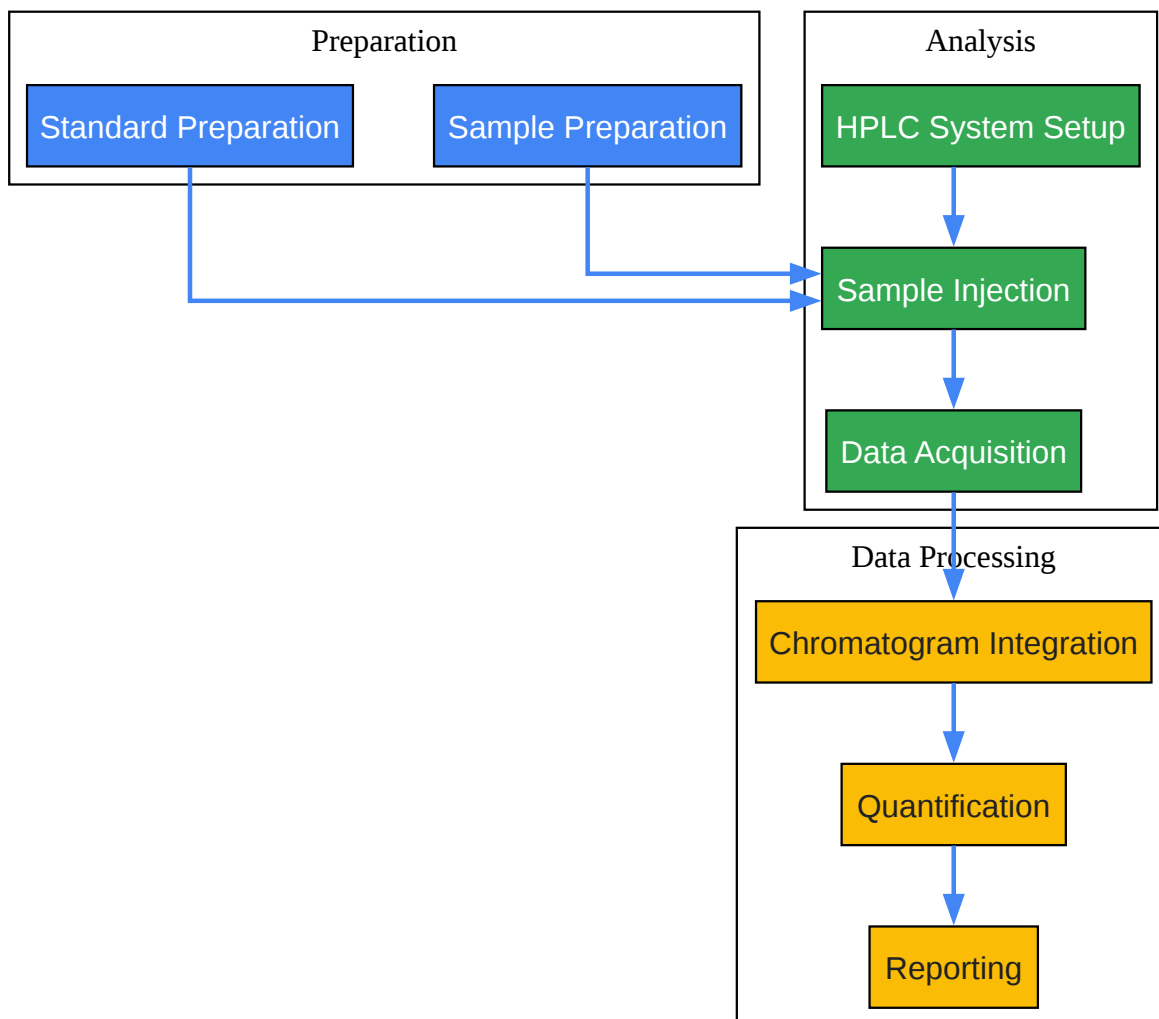 Preparation
Standard Preparation
Sample Preparation
Analysis
HPLC System Setup
Sample Injection
Data Acquisition
Data Processing
Chromatogram Integration
Quantification
Reporting